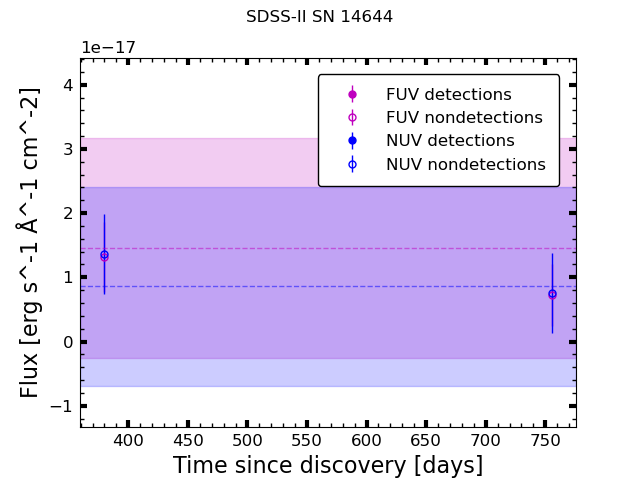 SDSS-II SN 14644
1e−17
FUV detections
FUV nondetections
NUV detections
NUV nondetections
4
3
2
1
0
−1
Flux [erg s^-1 Å^-1 cm^-2]
400 450 500 550 600 650 700 750
Time since discovery [days]